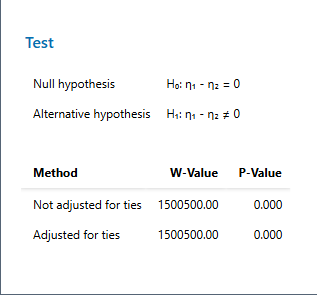 Test
Null hypothesis H₀: η₁ - η₂ = 0
Alternative hypothesis H₁: η₁ - η₂ ≠ 0
Method W-Value P-Value
Not adjusted for ties 1500500.00 0.000
Adjusted for ties 1500500.00 0.000